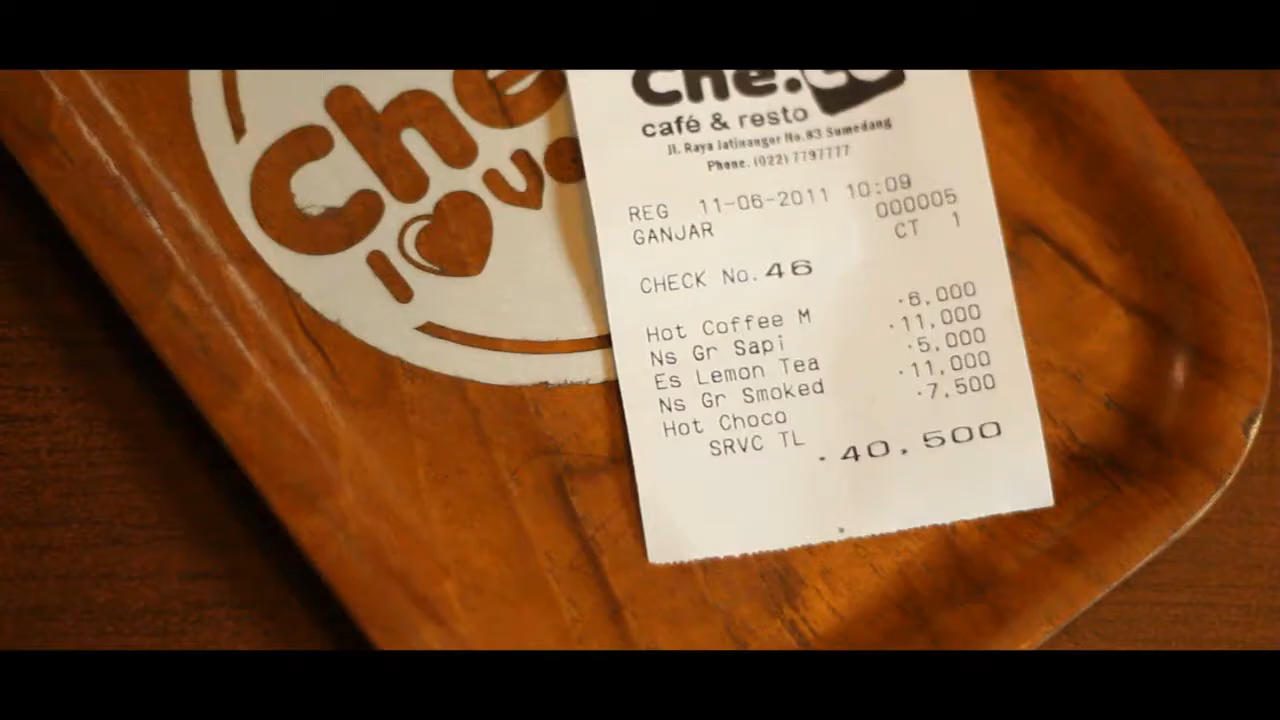 Che
I Love
Che.Co
café & resto
Jl. Raya Jatinangor No.83 Sumedang
Phone. (022) 7797777
REG 11-06-2011 10:09
GANJAR 000005
CT 1
CHECK No. 46
Hot Coffee M ·6,000
Ns Gr Sapi ·11,000
Es Lemon Tea ·5,000
Ns Gr Smoked ·11,000
Hot Choco ·7,500
SRVC TL ·40,500